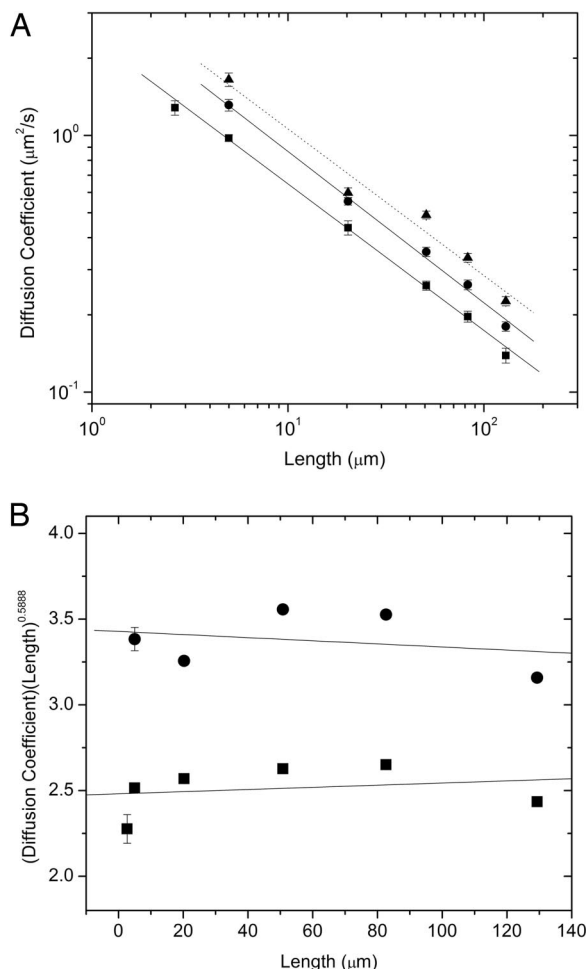 A
Diffusion Coefficient (μm²/s)
10⁰
10⁻¹
10⁰
10¹
10²
Length (μm)
B
(Diffusion Coefficient)(Length)^0.5888
4.0
3.5
3.0
2.5
2.0
0 20 40 60 80 100 120 140
Length (μm)